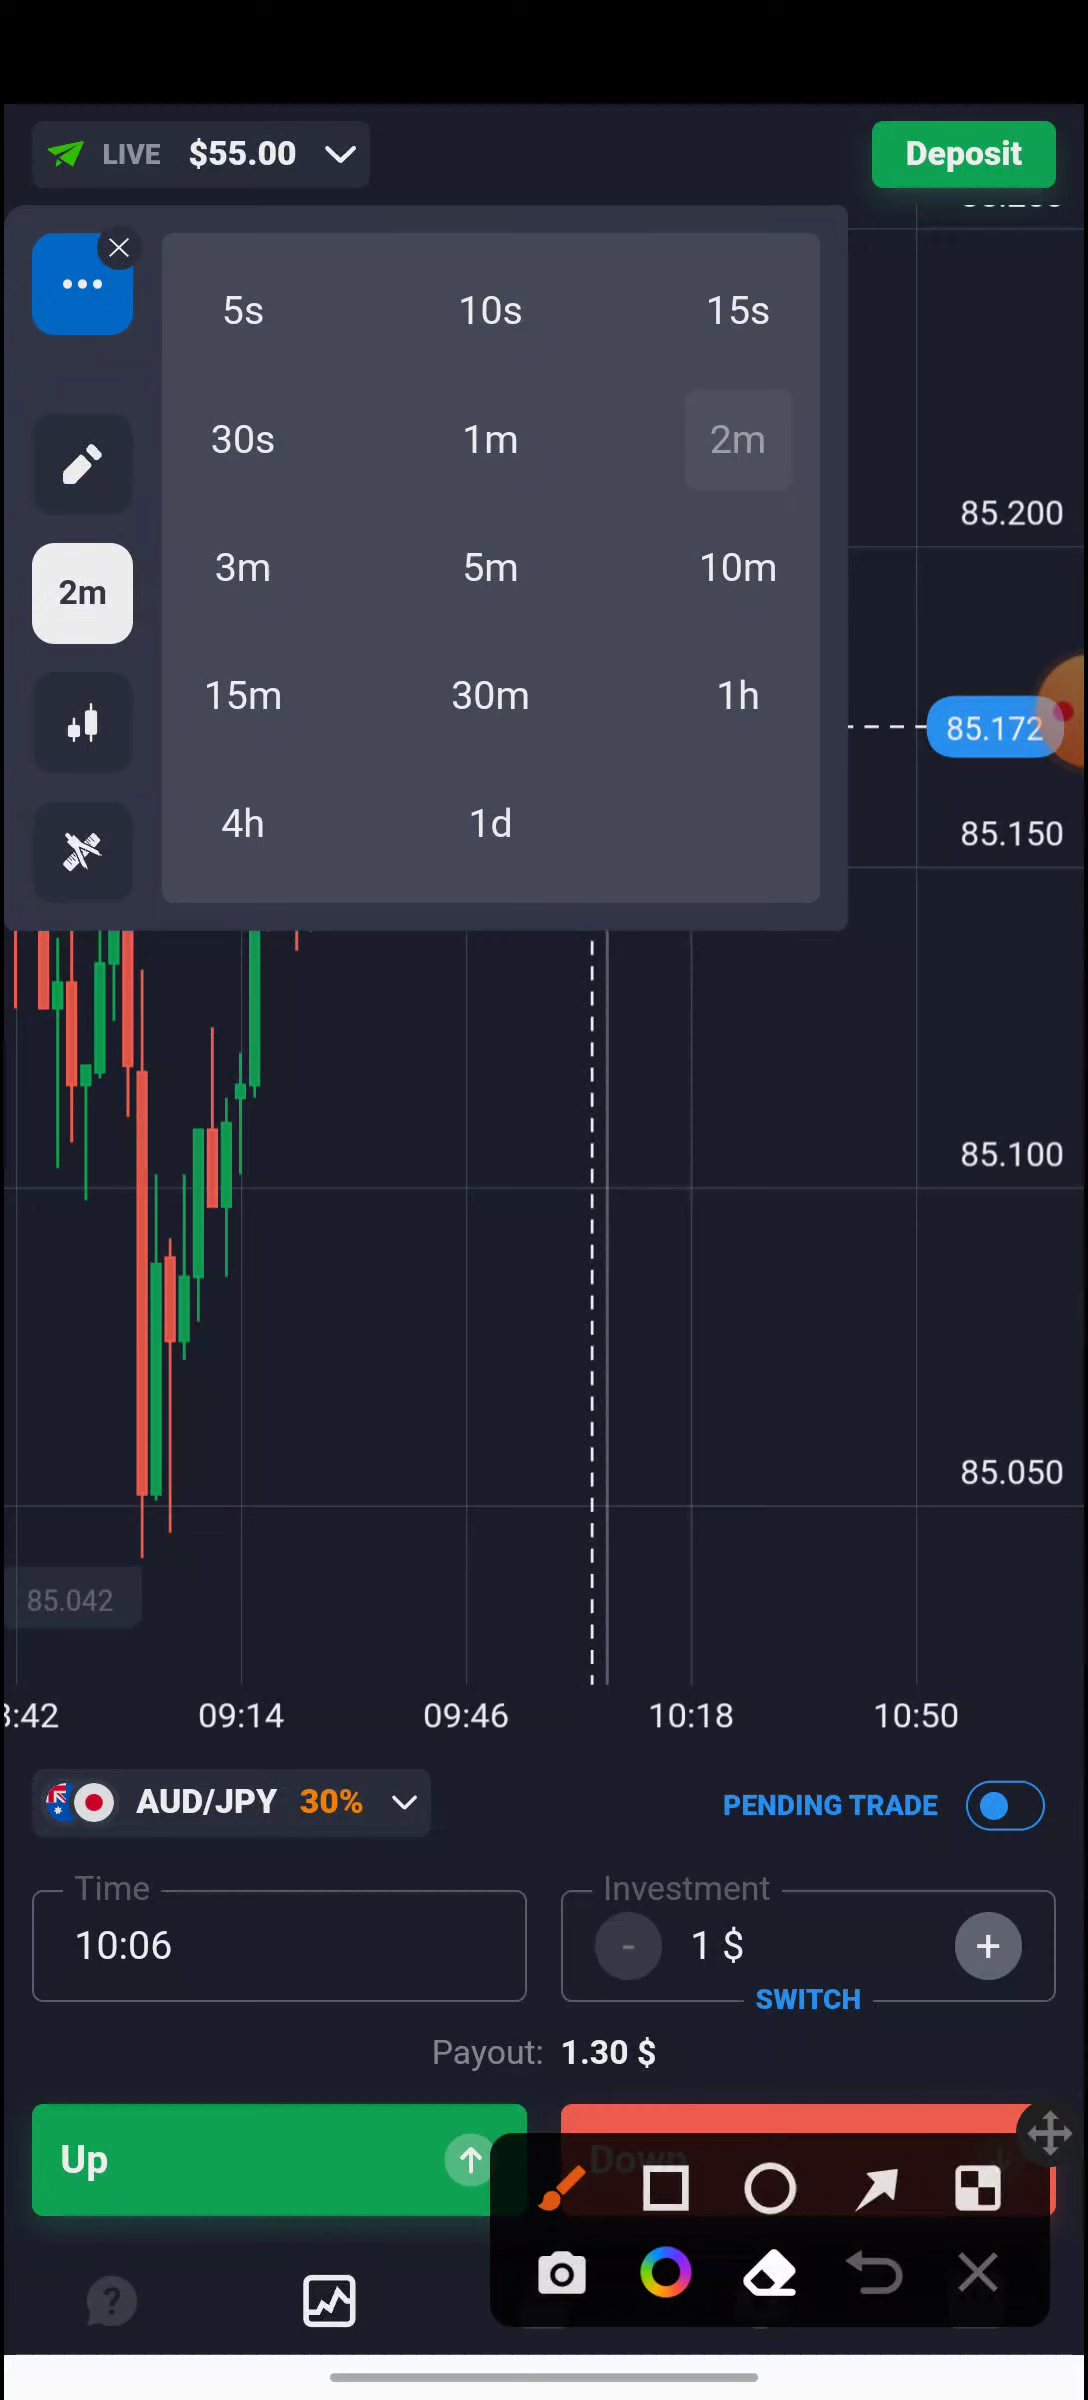 LIVE $55.00
Deposit
5s 10s 15s
30s 1m 2m
85.200
2m
3m 5m 10m
15m 30m 1h
85.172
4h 1d
85.150
85.100
85.050
85.042
09:14 09:46 10:18 10:50
AUD/JPY 30%
PENDING TRADE
Time
10:06
Investment
- 1 $ +
SWITCH
Payout: 1.30 $
Up
Down
?